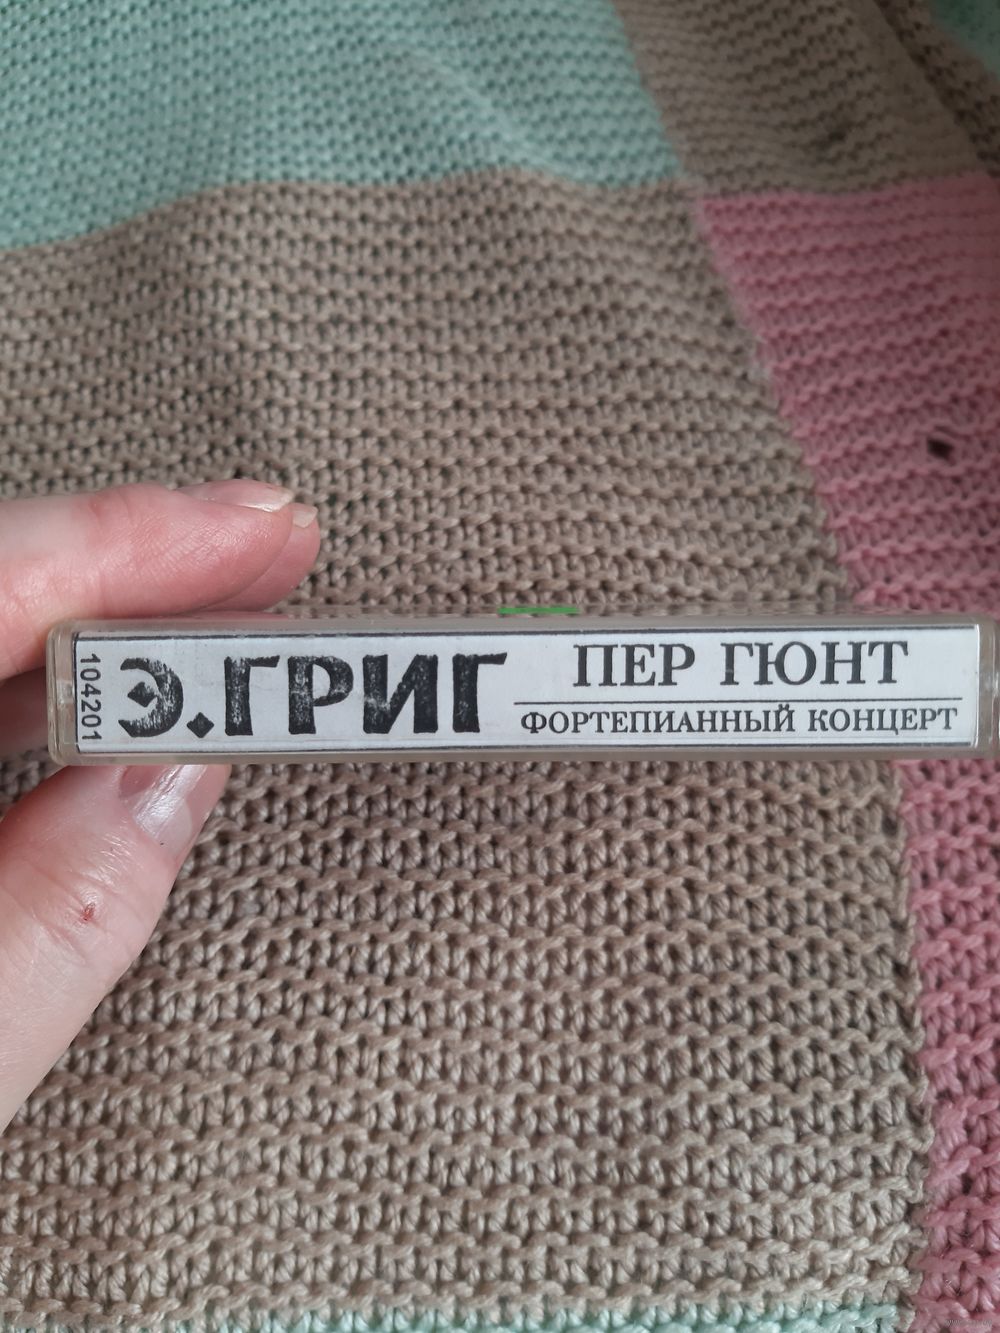 104201
Э.ГРИГ
ПЕР ГЮНТ
ФОРТЕПИАННЫЙ КОНЦЕРТ